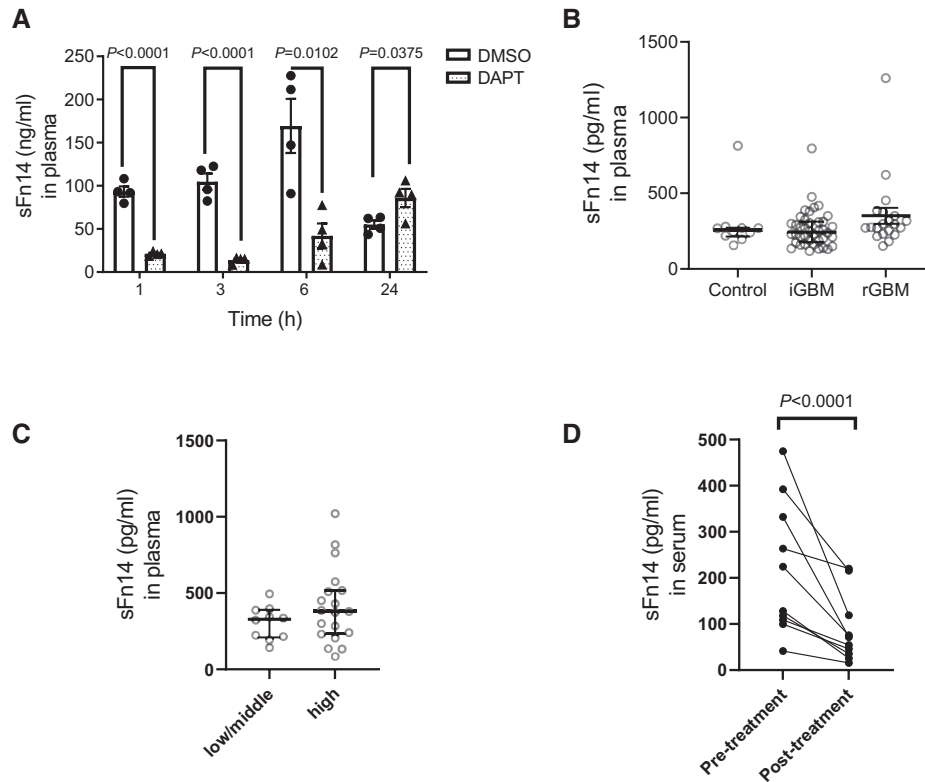 A
P<0.0001 P<0.0001 P=0.0102 P=0.0375
DMSO
DAPT
sFn14 (ng/ml)
in plasma
250
200
150
100
50
0
1 3 6 24
Time (h)
B
sFn14 (pg/ml)
in plasma
1500
1000
500
0
Control iGBM rGBM
C
sFn14 (pg/ml)
in plasma
1500
1000
500
0
low/middle high
D
P<0.0001
sFn14 (pg/ml)
in serum
500
400
300
200
100
0
Pre-treatment Post-treatment